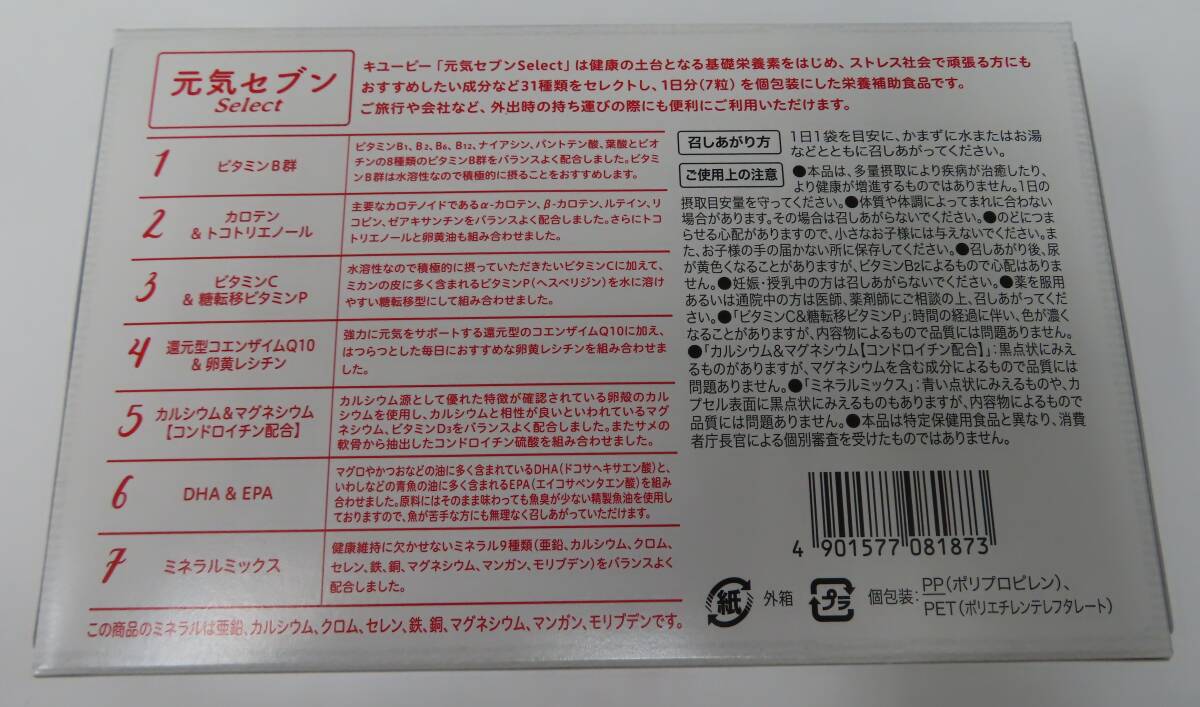 元気セブン
Select
キユーピー「元気セブンSelect」は健康の土台となる基礎栄養素をはじめ、ストレス社会で頑張る方にも
おすすめしたい成分など31種類をセレクトし、1日分(7粒)を個包装にした栄養補助食品です。
ご旅行や会社など、外出時の持ち運びの際にも便利にご利用いただけます。
1
ビタミンB群
ビタミンB1、B2、B6、B12、ナイアシン、パントテン酸、葉酸とビオ
チンの8種類のビタミンB群をバランスよく配合しました。ビタミ
ンB群は水溶性なので積極的に摂ることをおすすめします。
2
カロテン
&トコトリエノール
主要なカロテノイドであるα-カロテン、β-カロテン、ルテイン、リ
コピン、ゼアキサンチンをバランスよく配合しました。さらにトコ
トリエノールと卵黄油も組み合わせました。
3
ビタミンC
&糖転移ビタミンP
水溶性なので積極的に摂っていただきたいビタミンCに加えて、
ミカンの皮に多く含まれるビタミンP(ヘスペリジン)を水に溶け
やすい糖転移型にして組み合わせました。
4
還元型コエンザイムQ10
&卵黄レシチン
強力に元気をサポートする還元型のコエンザイムQ10に加え、
はつらつとした毎日におすすめな卵黄レシチンを組み合わせまし
た。
5
カルシウム&マグネシウム
【コンドロイチン配合】
カルシウム源として優れた特徴が確認されている卵殻のカル
シウムを使用し、カルシウムと相性が良いといわれているマグ
ネシウム、ビタミンD3をバランスよく配合しました。またサメの
軟骨から抽出したコンドロイチン硫酸を組み合わせました。
6
DHA & EPA
マグロやかつおなどの油に多く含まれているDHA(ドコサヘキサエン酸)と、
いわしなどの青魚の油に多く含まれるEPA(エイコサペンタエン酸)を組み
合わせました。原料にはそのまま味わっても魚臭が少ない精製魚油を使用し
ておりますので、魚が苦手な方にも無理なく召しあがっていただけます。
7
ミネラルミックス
健康維持に欠かせないミネラル9種類(亜鉛、カルシウム、クロム、
セレン、鉄、銅、マグネシウム、マンガン、モリブデン)をバランスよく
配合しました。
この商品のミネラルは亜鉛、カルシウム、クロム、セレン、鉄、銅、マグネシウム、マンガン、モリブデンです。
召しあがり方 1日1袋を目安に、かまずに水またはお湯
などとともに召しあがってください。
ご使用上の注意 ●本品は、多量摂取により疾病が治癒したり、
より健康が増進するものではありません。1日の
摂取目安量を守ってください。●体質や体調によってまれに合わない
場合があります。その場合は召しあがらないでください。●のどにつま
らせる心配がありますので、小さなお子様には与えないでください。ま
た、お子様の手の届かない所に保存してください。●召しあがり後、尿
が黄色くなることがありますが、ビタミンB2によるもので心配はありま
せん。●妊娠・授乳中の方は召しあがらないでください。●薬を服用
あるいは通院中の方は医師、薬剤師にご相談の上、召しあがってくだ
さい。●「ビタミンC&糖転移ビタミンP」:時間の経過に伴い、色が濃く
なることがありますが、内容物によるもので品質には問題ありません。
●「カルシウム&マグネシウム【コンドロイチン配合】」:黒点状にみえ
るものがありますが、マグネシウムを含む成分によるもので品質には
問題ありません。●「ミネラルミックス」:青い点状にみえるものや、カ
プセル表面に黒点状にみえるものもありますが、内容物によるもので
品質には問題ありません。●本品は特定保健用食品と異なり、消費
者庁長官による個別審査を受けたものではありません。
4 901577 081873
紙 外箱 プラ 個包装:PP(ポリプロピレン)、
PET(ポリエチレンテレフタレート)